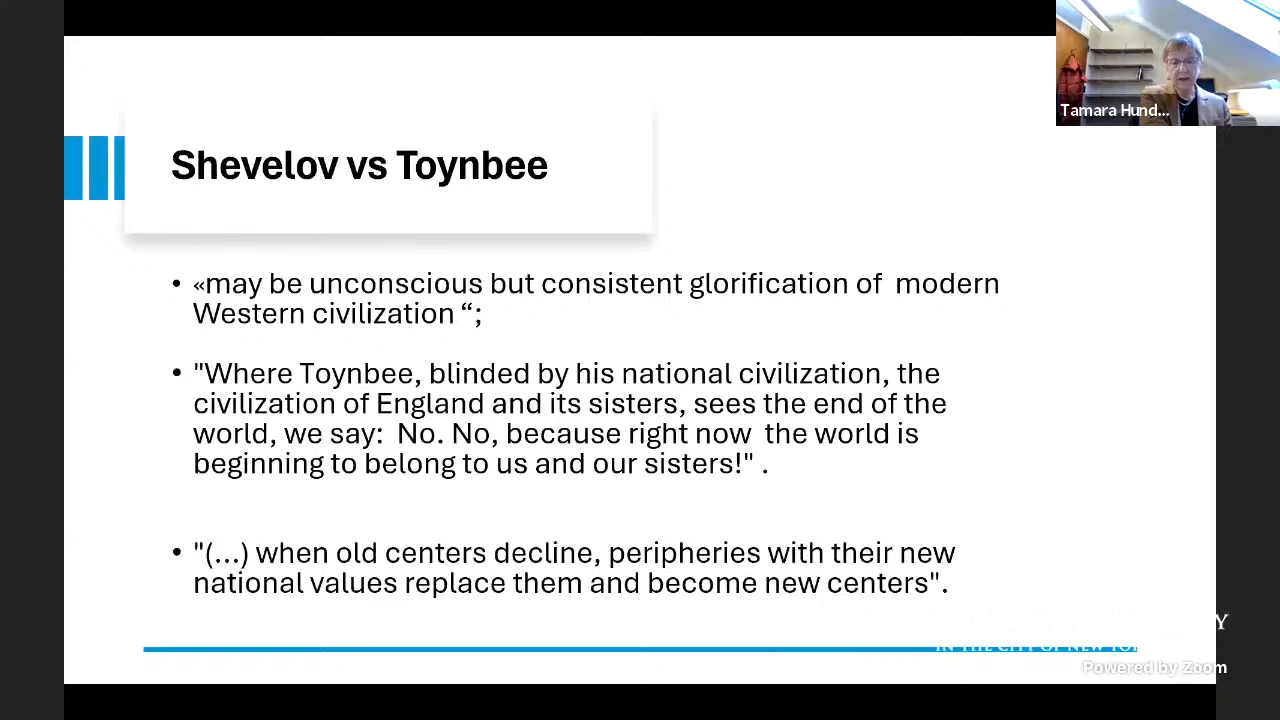 Tamara Hund...
Shevelov vs Toynbee
• «may be unconscious but consistent glorification of  modern
Western civilization “;
• "Where Toynbee, blinded by his national civilization, the
civilization of England and its sisters, sees the end of the
world, we say:  No. No, because right now  the world is
beginning to belong to us and our sisters!" .
• "(...) when old centers decline, peripheries with their new
national values replace them and become new centers".
IN THE CITY OF NEW
Powered by Zoom